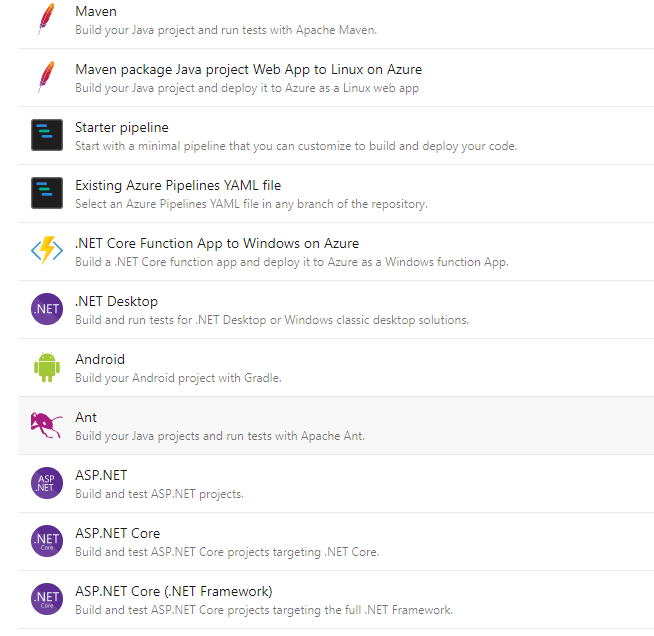 Maven
Build your Java project and run tests with Apache Maven.
Maven package Java project Web App to Linux on Azure
Build your Java project and deploy it to Azure as a Linux web app
Starter pipeline
Start with a minimal pipeline that you can customize to build and deploy your code.
Existing Azure Pipelines YAML file
Select an Azure Pipelines YAML file in any branch of the repository.
.NET Core Function App to Windows on Azure
Build a .NET Core function app and deploy it to Azure as a Windows function App.
.NET
.NET Desktop
Build and run tests for .NET Desktop or Windows classic desktop solutions.
Android
Build your Android project with Gradle.
Ant
Build your Java projects and run tests with Apache Ant.
ASP
.NET
ASP.NET
Build and test ASP.NET projects.
.NET
Core
ASP.NET Core
Build and test ASP.NET Core projects targeting .NET Core.
.NET
Core
ASP.NET Core (.NET Framework)
Build and test ASP.NET Core projects targeting the full .NET Framework.